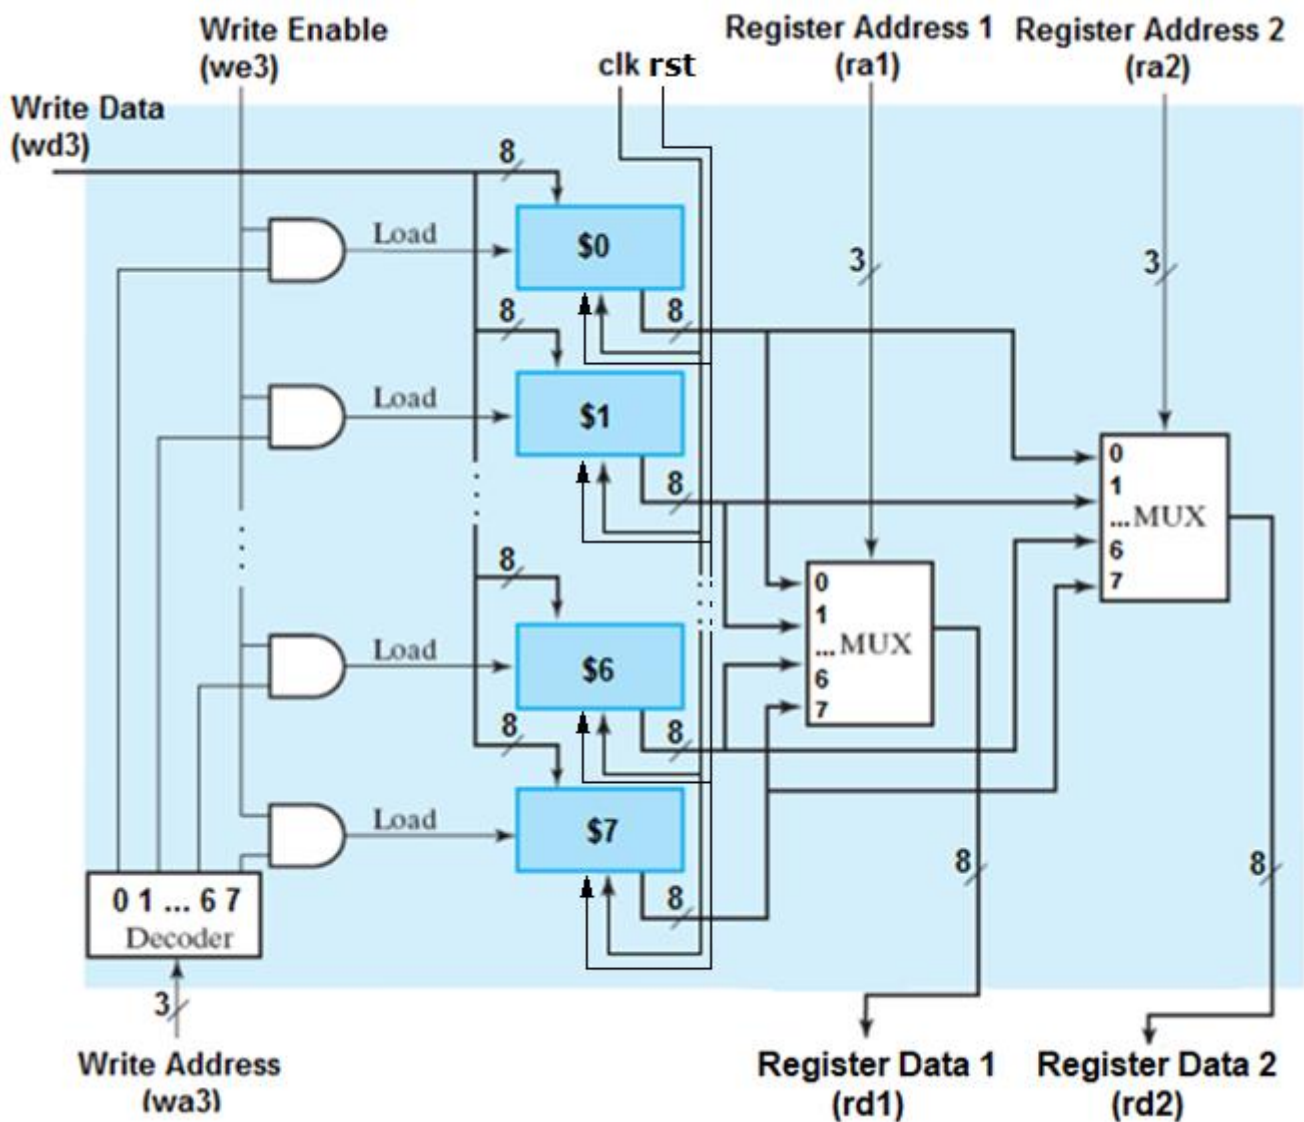 Write Enable
(we3)
Register Address 1
(ra1)
Register Address 2
(ra2)
clk rst
Write Data
(wd3)
8
Load
$0
3
3
8
8
Load
$1
0
1
...MUX
6
7
8
8
0
1
...MUX
6
7
Load
$6
8
8
Load
$7
8
8
8
0 1 ... 6 7
Decoder
3
Write Address
(wa3)
Register Data 1
(rd1)
Register Data 2
(rd2)